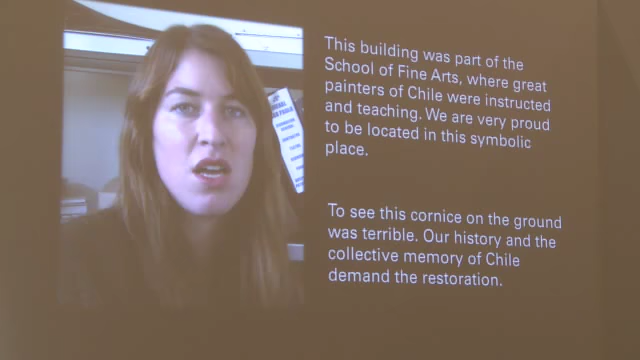 This building was part of the
School of Fine Arts, where great
painters of Chile were instructed
and teaching. We are very proud
to be located in this symbolic
place.
To see this cornice on the ground
was terrible. Our history and the
collective memory of Chile
demand the restoration.